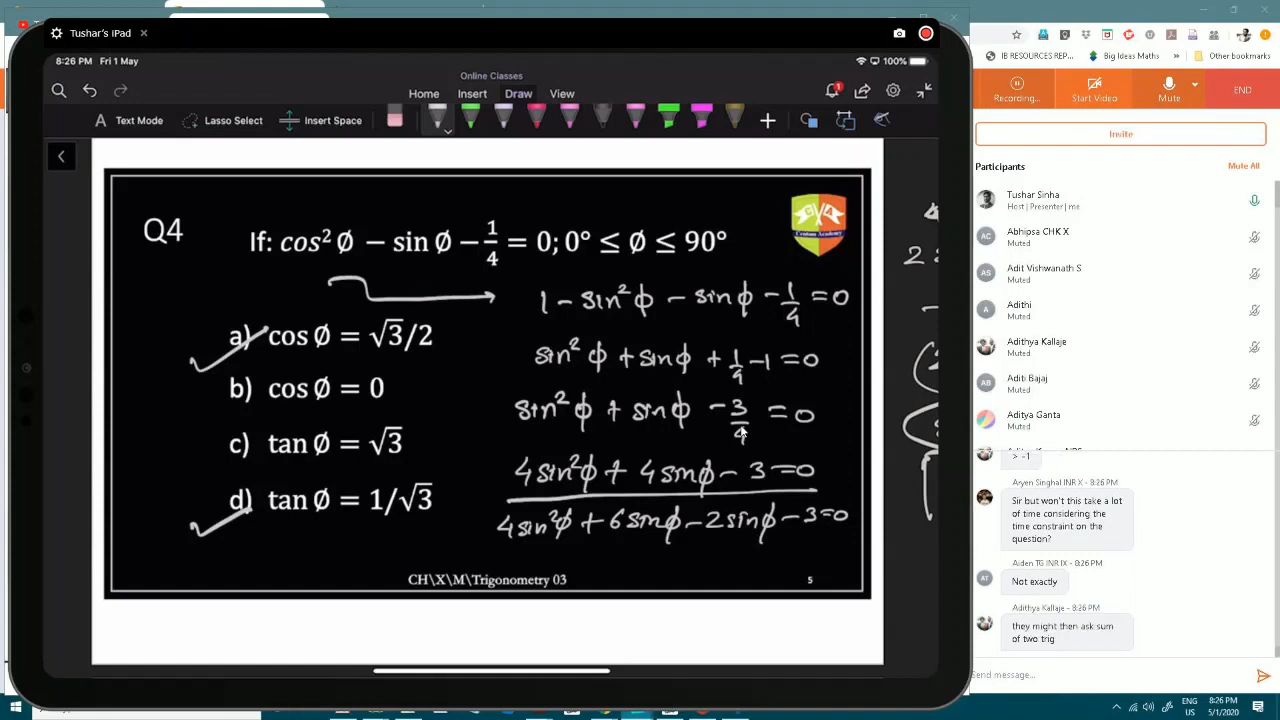 Tushar's iPad
8:26 PM Fri 1 May
100%
Online Classes
Home Insert Draw View
Text Mode Lasso Select Insert Space
Q4
If: cos² Ø − sin Ø − 1/4 = 0; 0° ≤ Ø ≤ 90°
a) cos Ø = √3/2
b) cos Ø = 0
c) tan Ø = √3
d) tan Ø = 1/√3
1 − sin²ϕ − sinϕ − 1/4 = 0
sin²ϕ + sinϕ + 1/4 − 1 = 0
sin²ϕ + sinϕ − 3/4 = 0
4sin²ϕ + 4sinϕ − 3 = 0
4sin²ϕ + 6sinϕ − 2sinϕ − 3 = 0
Centum Academy
CH\X\M\Trigonometry 03
5
IB RESOURCES REP... Big Ideas Maths » Other bookmarks
Recording... Start Video Mute END
Invite
Participants Mute All
Tushar Sinha
Host | Presenter | me
AC Abhipsa CHK X
Muted
AS Adit Vishwanath S
Muted
A Adithi
Muted
Adithya Kallaje
Muted
AB Aditi Bajaj
Muted
Aditya Ganta
Muted
> -1
Ayen Singhal INR X - 8:26 PM
Sir but won't this take a lot
of time considering the
time constraint on the
question?
Aiden TG INR IX - 8:26 PM
AT Not exactly
Adithya Kallaje - 8:26 PM
they might then ask sum
of two trig
Send message...
ENG
US
8:26 PM
5/1/2020